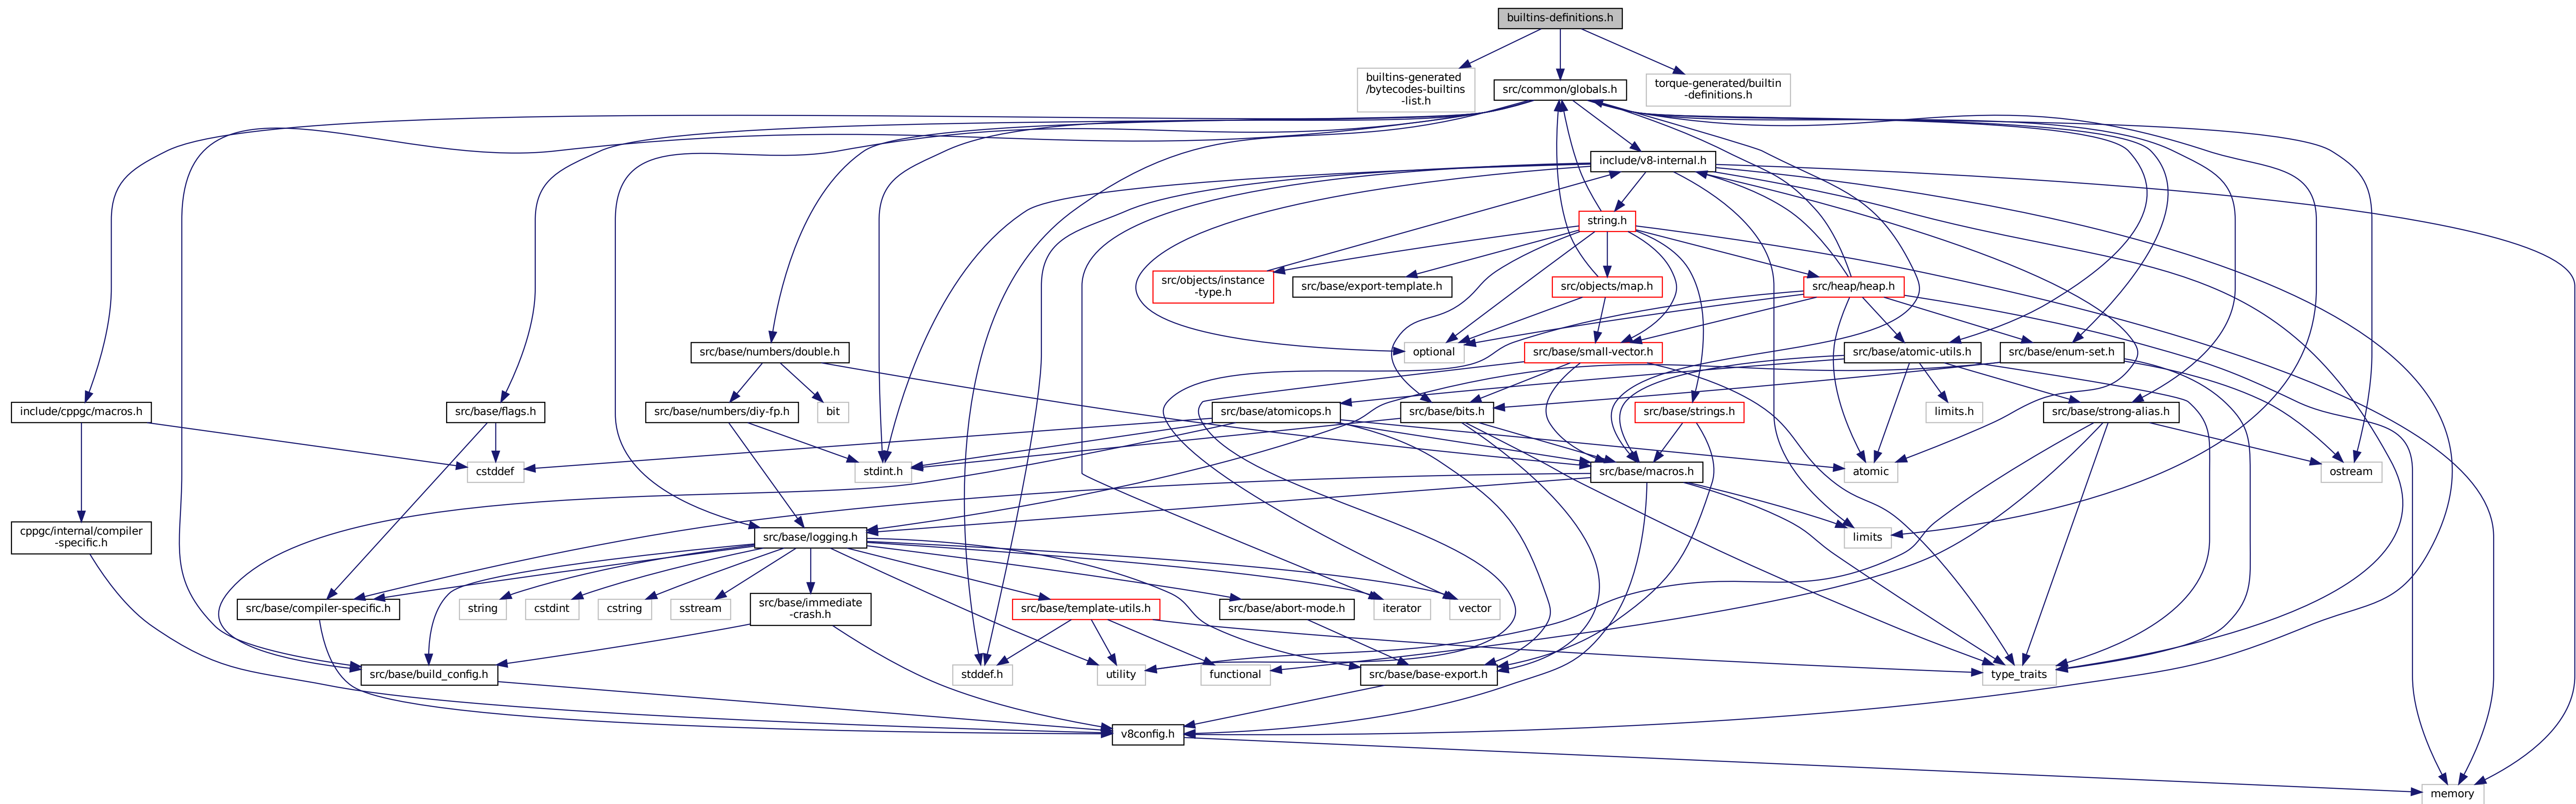 builtins-definitions.h
builtins-generated
/bytecodes-builtins
-list.h
src/common/globals.h
torque-generated/builtin
-definitions.h
include/v8-internal.h
string.h
src/objects/instance
-type.h
src/base/export-template.h
src/objects/map.h
src/heap/heap.h
src/base/numbers/double.h
optional
src/base/small-vector.h
src/base/atomic-utils.h
src/base/enum-set.h
include/cppgc/macros.h
src/base/flags.h
src/base/numbers/diy-fp.h
bit
src/base/atomicops.h
src/base/bits.h
src/base/strings.h
limits.h
src/base/strong-alias.h
cstddef
stdint.h
src/base/macros.h
atomic
ostream
cppgc/internal/compiler
-specific.h
src/base/logging.h
limits
src/base/compiler-specific.h
string
cstdint
cstring
sstream
src/base/immediate
-crash.h
src/base/template-utils.h
src/base/abort-mode.h
iterator
vector
src/base/build_config.h
stddef.h
utility
functional
src/base/base-export.h
type_traits
v8config.h
memory